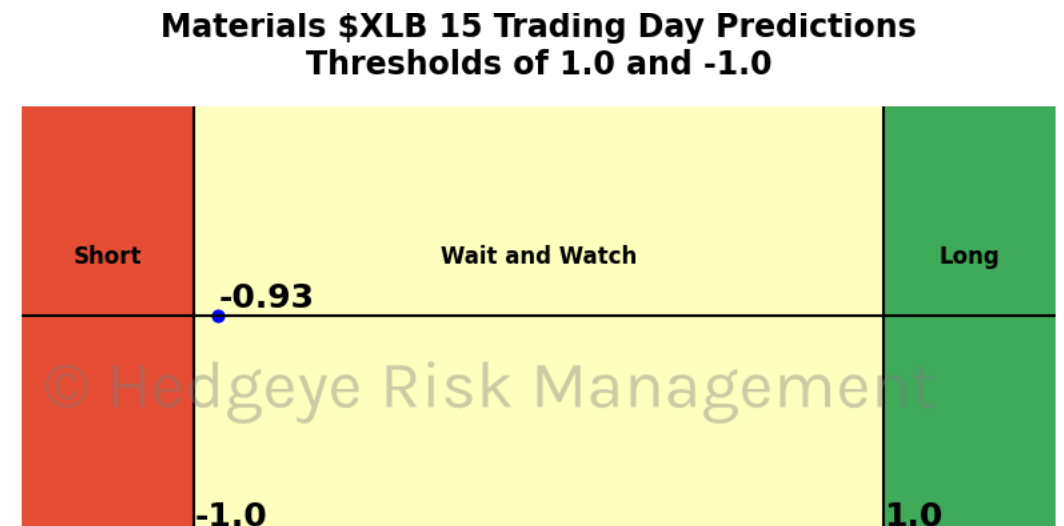 Materials $XLB 15 Trading Day Predictions
Thresholds of 1.0 and -1.0
Short
Wait and Watch
Long
-0.93
© Hedgeye Risk Management
-1.0
1.0